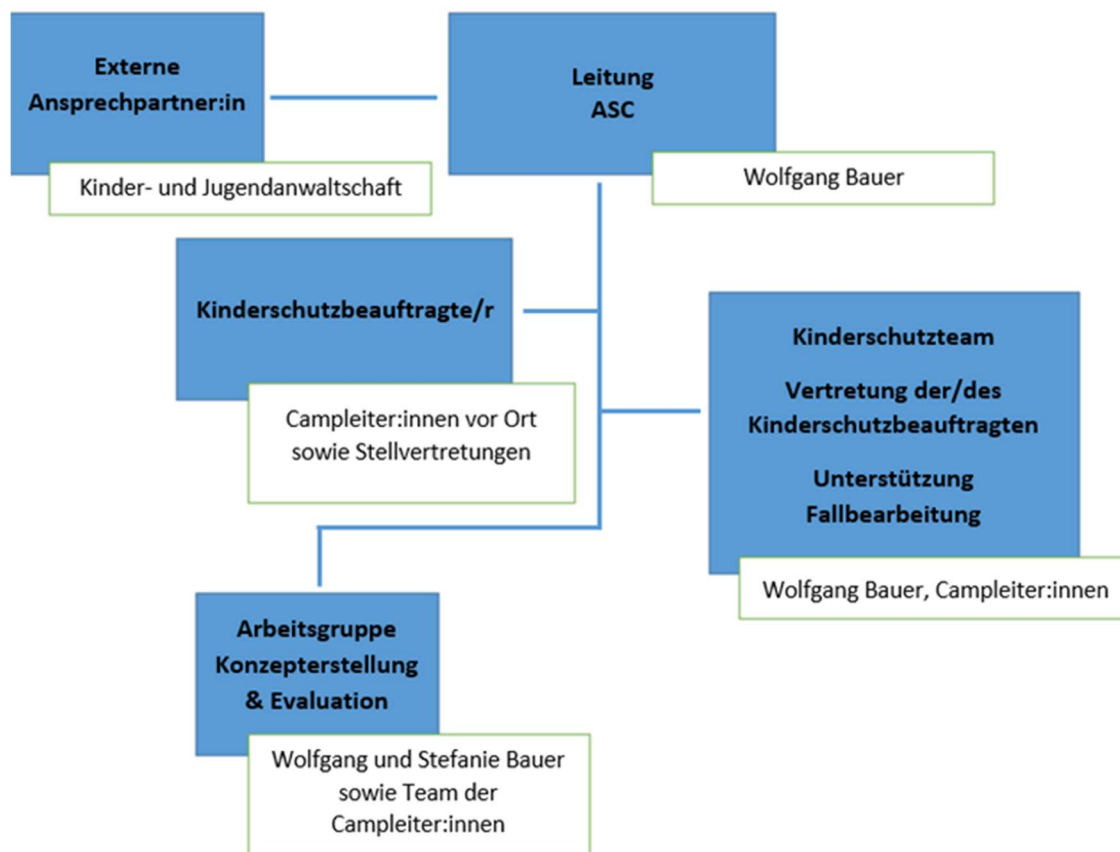 Externe
Ansprechpartner:in
Kinder- und Jugendanwaltschaft
Leitung
ASC
Wolfgang Bauer
Kinderschutzbeauftragte/r
Campleiter:innen vor Ort
sowie Stellvertretungen
Kinderschutzteam
Vertretung der/des
Kinderschutzbeauftragten
Unterstützung
Fallbearbeitung
Wolfgang Bauer, Campleiter:innen
Arbeitsgruppe
Konzepterstellung
& Evaluation
Wolfgang und Stefanie Bauer
sowie Team der
Campleiter:innen